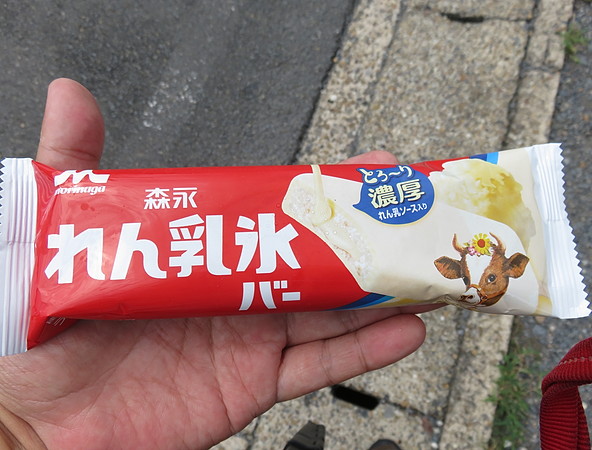 morinaga
森永
れん乳氷
バー
とろ〜り
濃厚
れん乳ソース入り